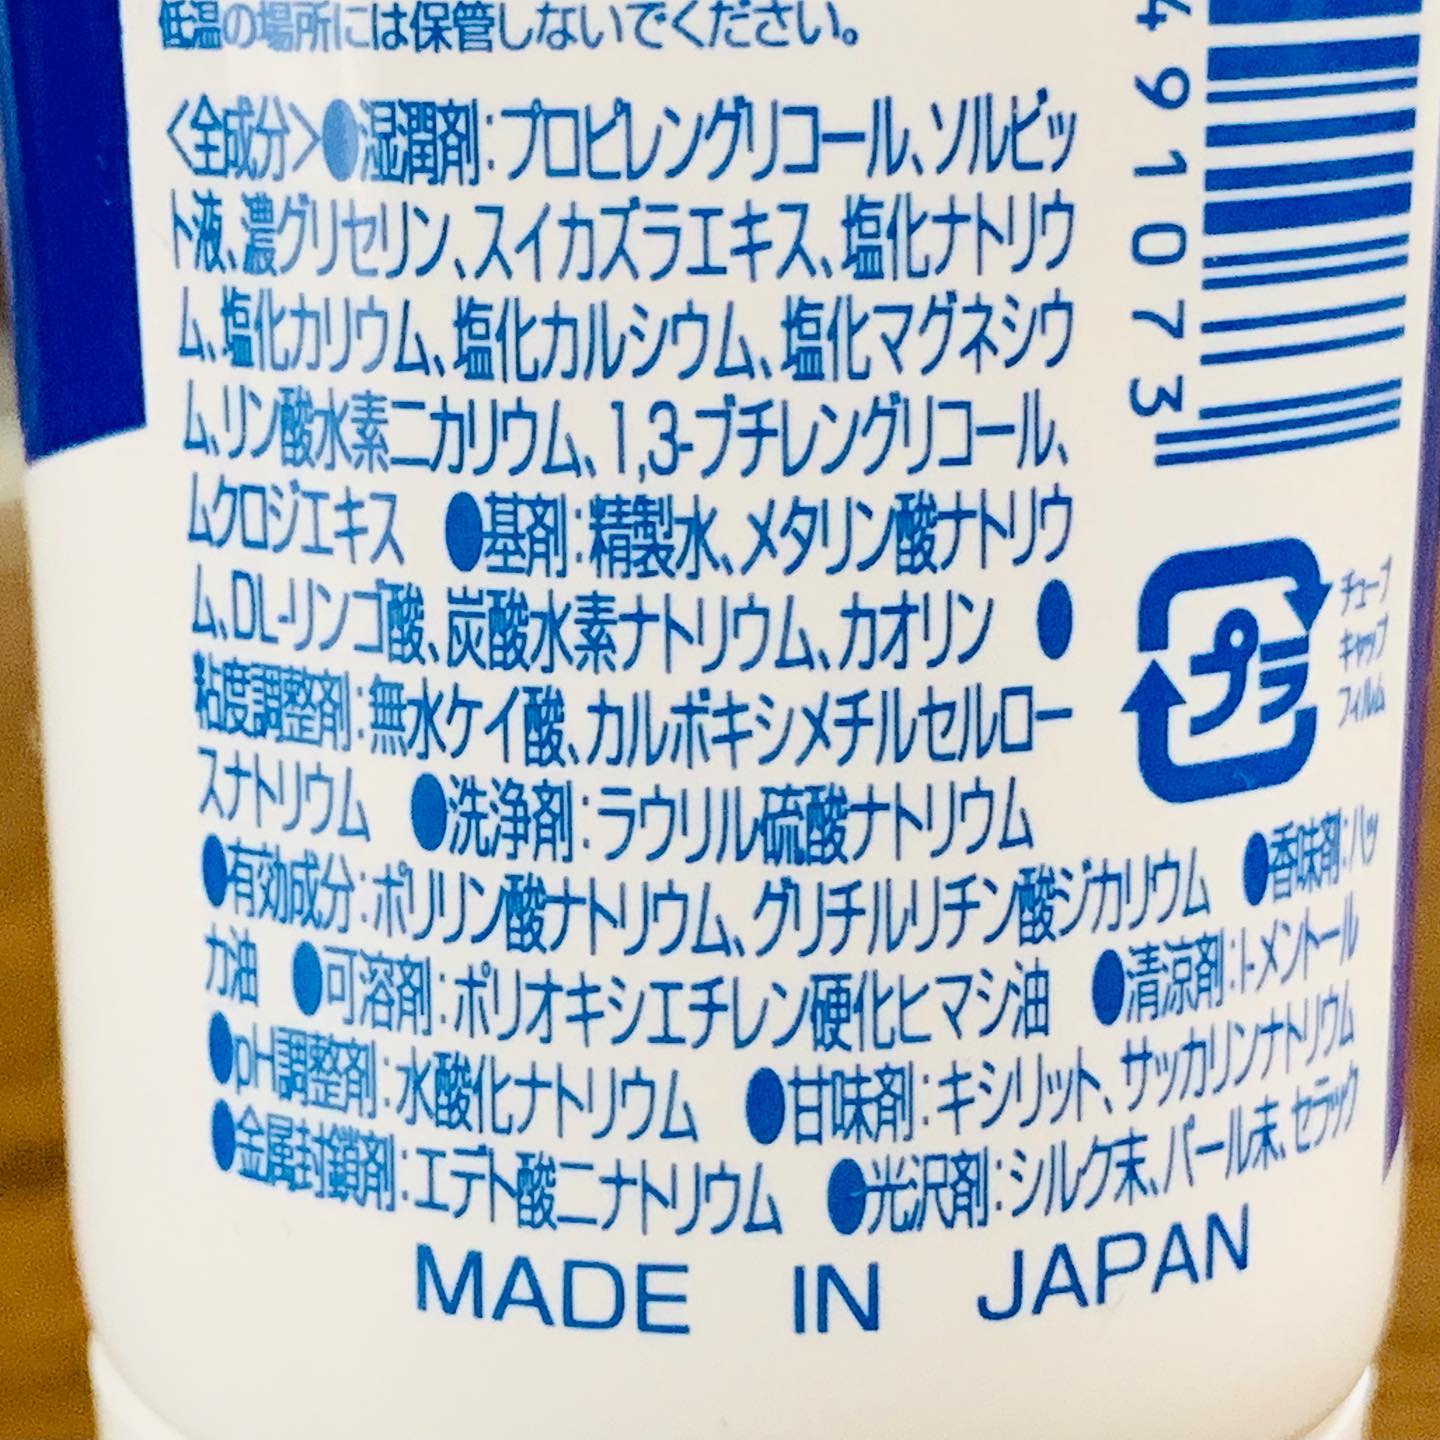 低温の場所には保管しないでください。
〈全成分〉●湿潤剤:プロピレングリコール、ソルビッ
ト液、濃グリセリン、スイカズラエキス、塩化ナトリウ
ム、塩化カリウム、塩化カルシウム、塩化マグネシウ
ム、リン酸水素二カリウム、1,3-ブチレングリコール、
ムクロジエキス ●基剤:精製水、メタリン酸ナトリウ
ム、DL-リンゴ酸、炭酸水素ナトリウム、カオリン ●
粘度調整剤:無水ケイ酸、カルボキシメチルセルロー
スナトリウム ●洗浄剤:ラウリル硫酸ナトリウム
●有効成分:ポリリン酸ナトリウム、グリチルリチン酸ジカリウム ●香味剤:ハッ
カ油 ●可溶剤:ポリオキシエチレン硬化ヒマシ油 ●清涼剤:l-メントール
●pH調整剤:水酸化ナトリウム ●甘味剤:キシリット、サッカリンナトリウム
●金属封鎖剤:エデト酸二ナトリウム ●光沢剤:シルク末、パール末、セラック
MADE IN JAPAN
491073
プラ
チューブ
キャップ
フィルム